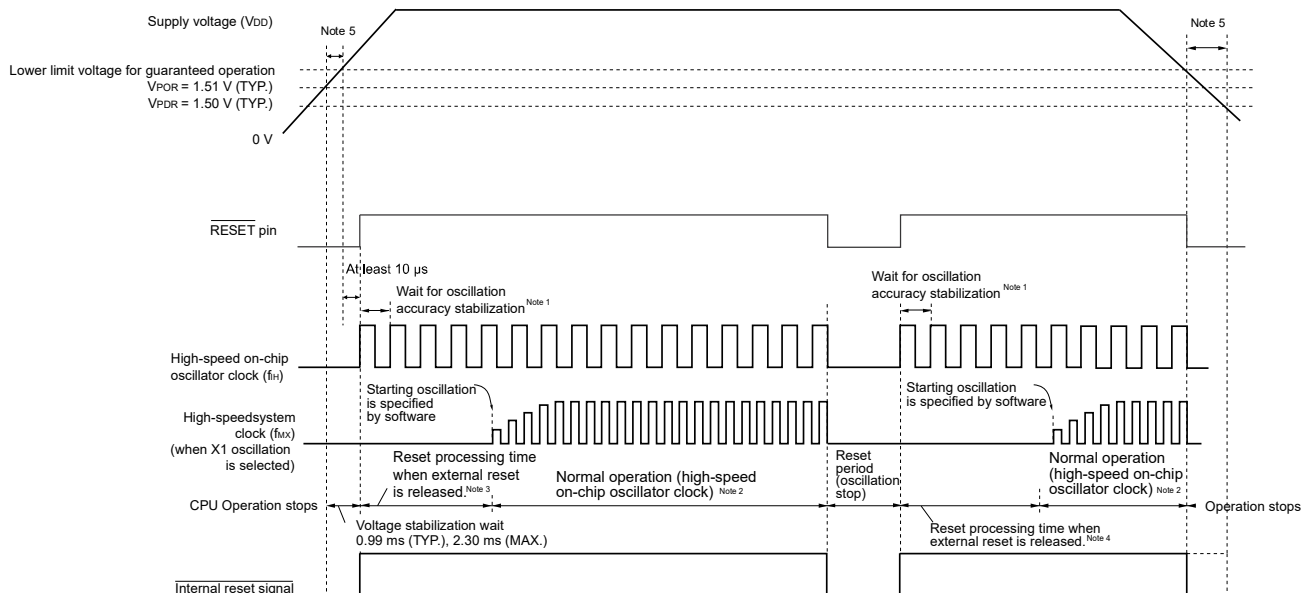 Supply voltage (VDD)
Note 5
Note 5
Lower limit voltage for guaranteed operation
VPOR = 1.51 V (TYP.)
VPDR = 1.50 V (TYP.)
0 V
RESET pin
At least 10 µs
Wait for oscillation
accuracy stabilization Note 1
Wait for oscillation
accuracy stabilization Note 1
High-speed on-chip
oscillator clock (fIH)
Starting oscillation
is specified
by software
Starting oscillation
is specified by software
High-speedsystem
clock (fMX)
(when X1 oscillation
is selected)
Reset processing time
when external reset
is released. Note 3
Normal operation (high-speed
on-chip oscillator clock) Note 2
Reset
period
(oscillation
stop)
Normal operation
(high-speed on-chip
oscillator clock) Note 2
CPU Operation stops
Operation stops
Voltage stabilization wait
0.99 ms (TYP.), 2.30 ms (MAX.)
Reset processing time when
external reset is released. Note 4
Internal reset signal